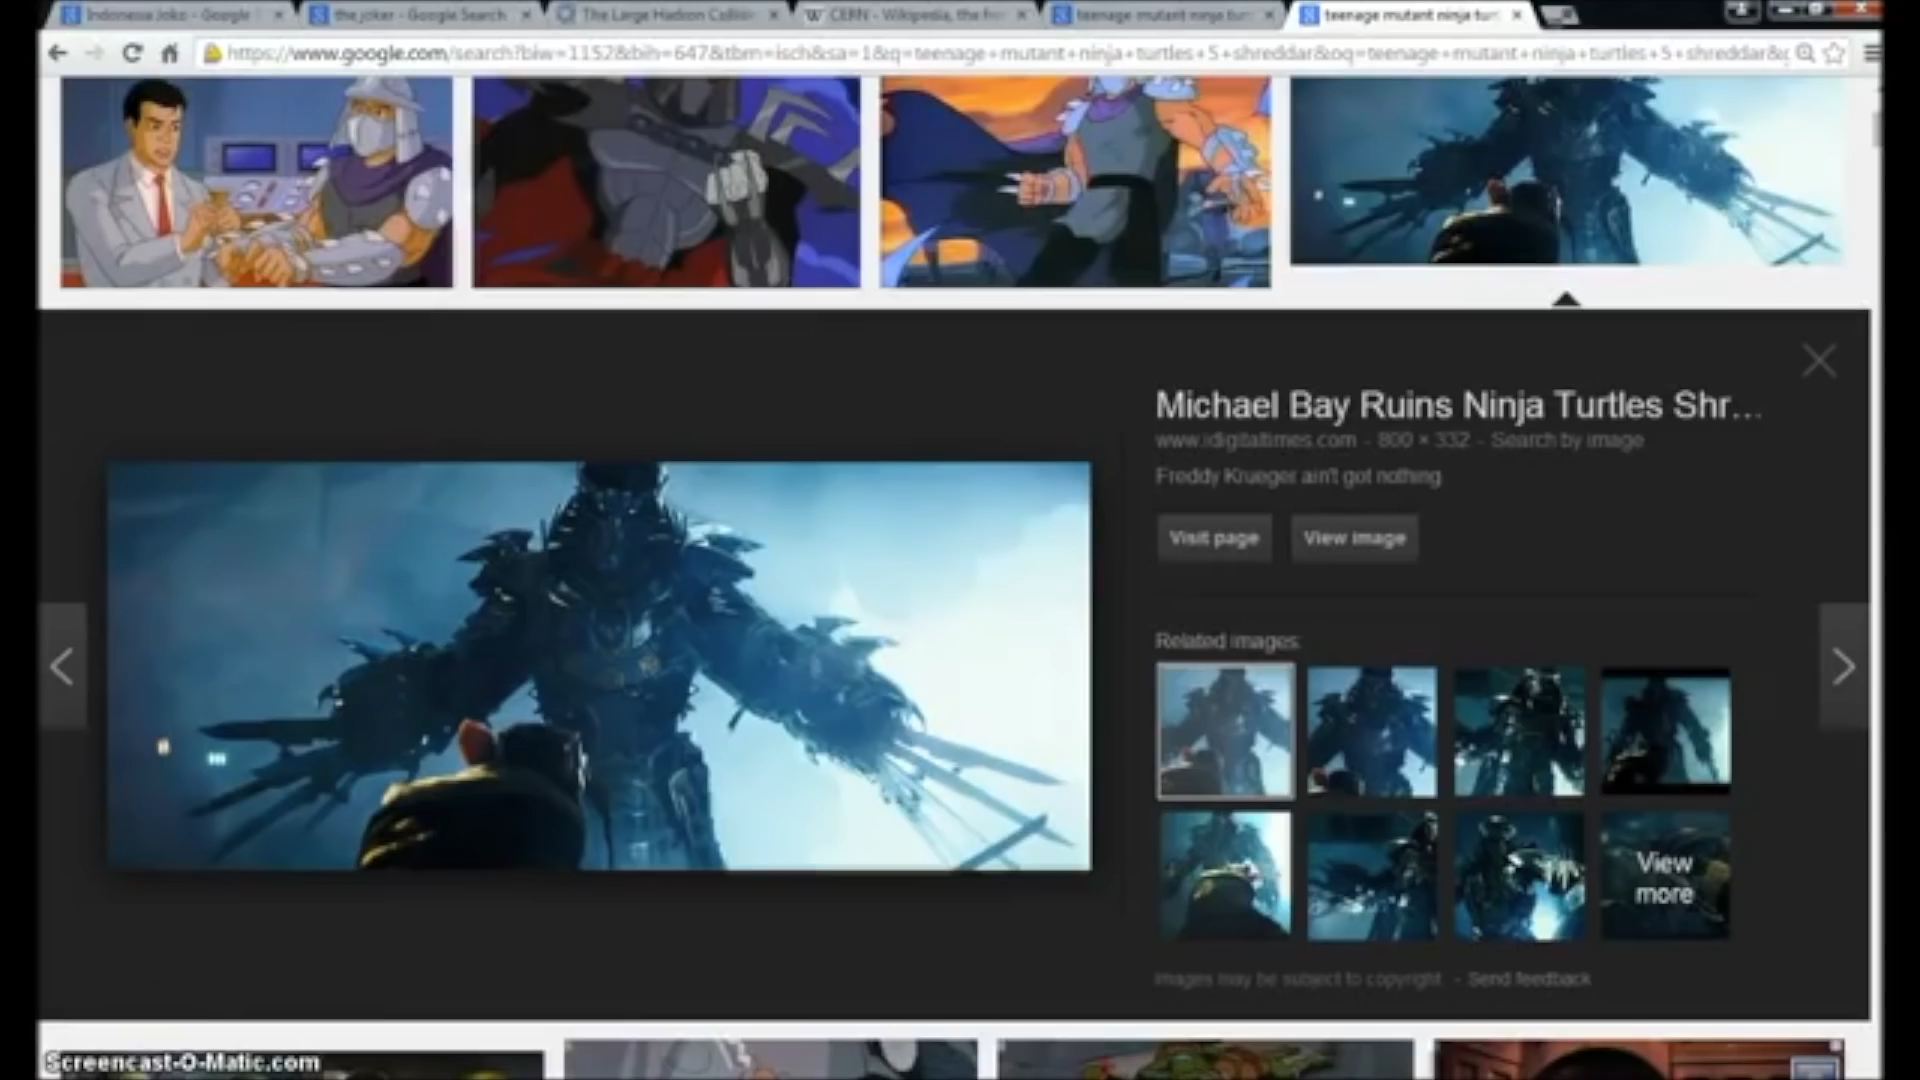 Indonesia Joko - Google
the joker - Google Search
The Large Hadron Collid
CERN - Wikipedia, the fre
teenage mutant ninja tur
teenage mutant ninja tur
https://www.google.com/search?biw=1152&bih=647&tbm=isch&sa=1&q=teenage+mutant+ninja+turtles+5+shreddar&oq=teenage+mutant+ninja+turtles+5+shreddar&g
Michael Bay Ruins Ninja Turtles Shr...
www.idigitaltimes.com - 800 × 332 - Search by image
Freddy Krueger ain't got nothing
Visit page
View image
Related images:
View
more
Images may be subject to copyright. - Send feedback
Screencast-O-Matic.com